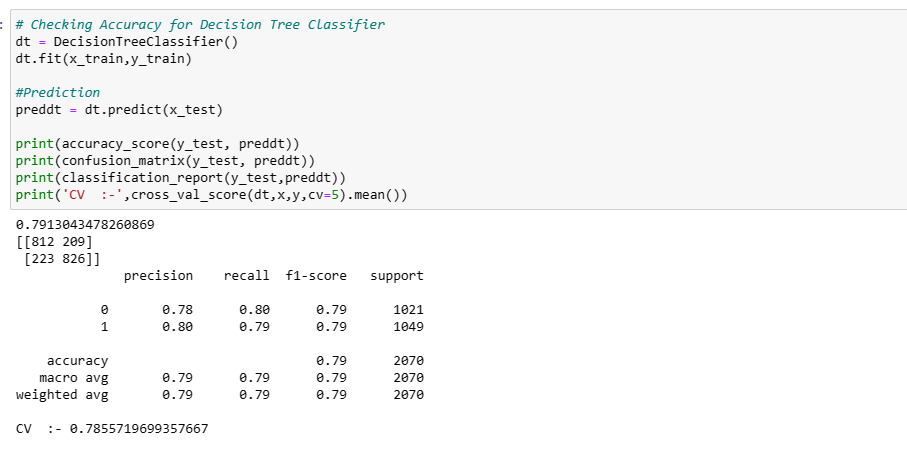 :
# Checking Accuracy for Decision Tree Classifier
dt = DecisionTreeClassifier()
dt.fit(x_train,y_train)
#Prediction
preddt = dt.predict(x_test)
print(accuracy_score(y_test, preddt))
print(confusion_matrix(y_test, preddt))
print(classification_report(y_test,preddt))
print('CV  :-',cross_val_score(dt,x,y,cv=5).mean())
0.7913043478260869
[[812 209]
 [223 826]]
              precision    recall  f1-score   support
           0       0.78      0.80      0.79      1021
           1       0.80      0.79      0.79      1049
    accuracy                           0.79      2070
   macro avg       0.79      0.79      0.79      2070
weighted avg       0.79      0.79      0.79      2070
CV  :- 0.7855719699357667